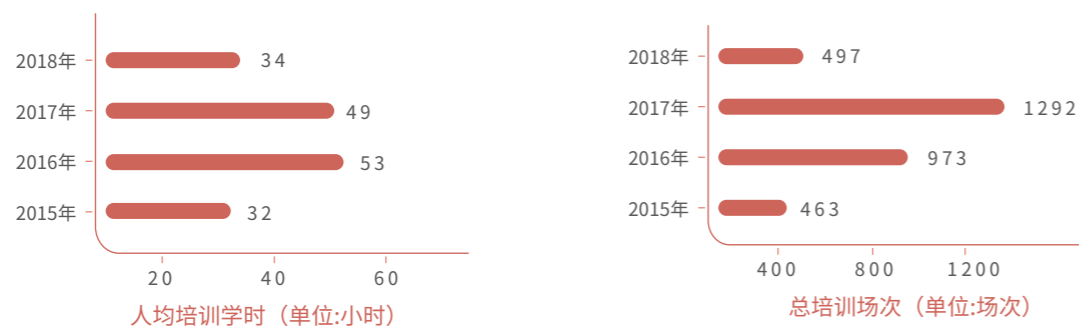 2018年 34
2017年 49
2016年 53
2015年 32
20 40 60
人均培训学时（单位:小时）
2018年 497
2017年 1292
2016年 973
2015年 463
400 800 1200
总培训场次（单位:场次）